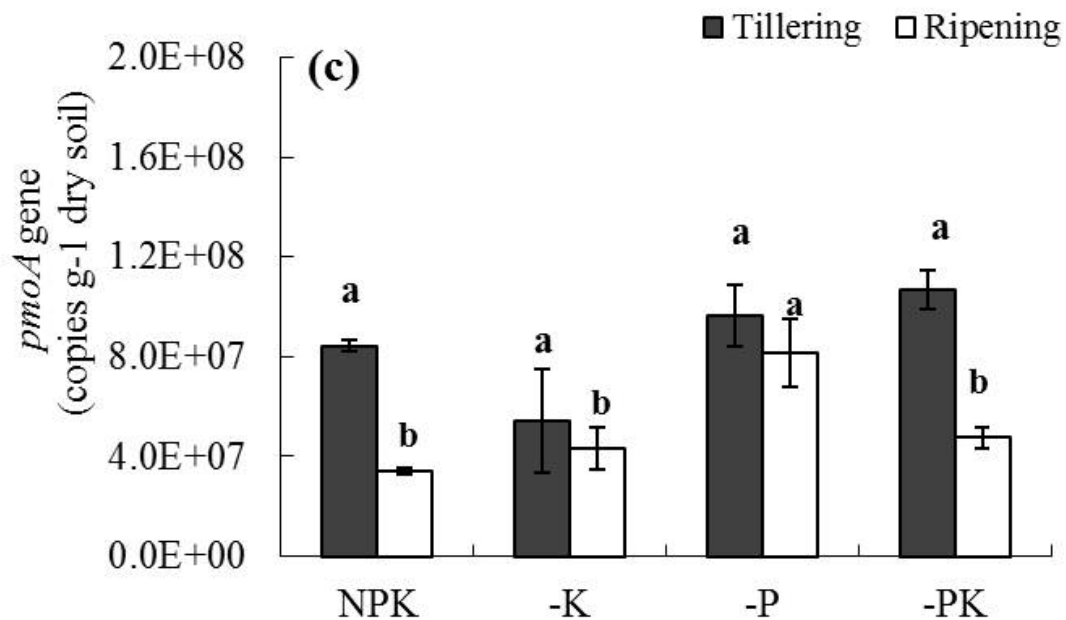 Tillering Ripening
(c)
2.0E+08
1.6E+08
1.2E+08
8.0E+07
4.0E+07
0.0E+00
pmoA gene
(copies g-1 dry soil)
a
b
a
b
a
a
a
b
NPK -K -P -PK